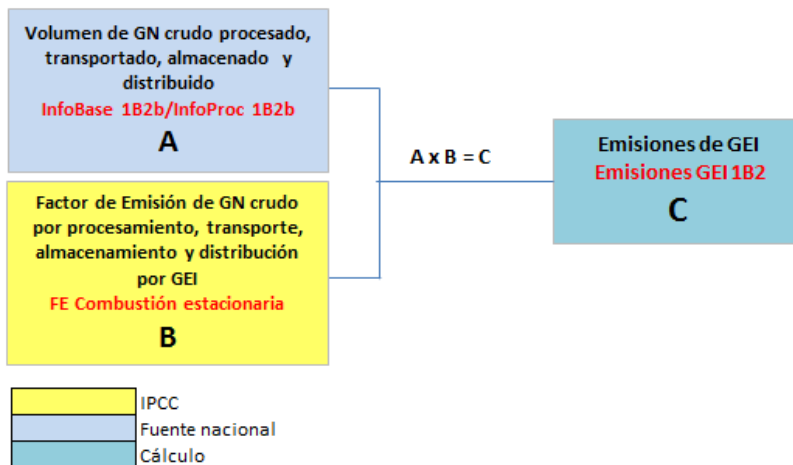 Volumen de GN crudo procesado,
transportado, almacenado y
distribuido
InfoBase 1B2b/InfoProc 1B2b
A
Factor de Emisión de GN crudo
por procesamiento, transporte,
almacenamiento y distribución
por GEI
FE Combustión estacionaria
B
A x B = C
Emisiones de GEI
Emisiones GEI 1B2
C
IPCC
Fuente nacional
Cálculo